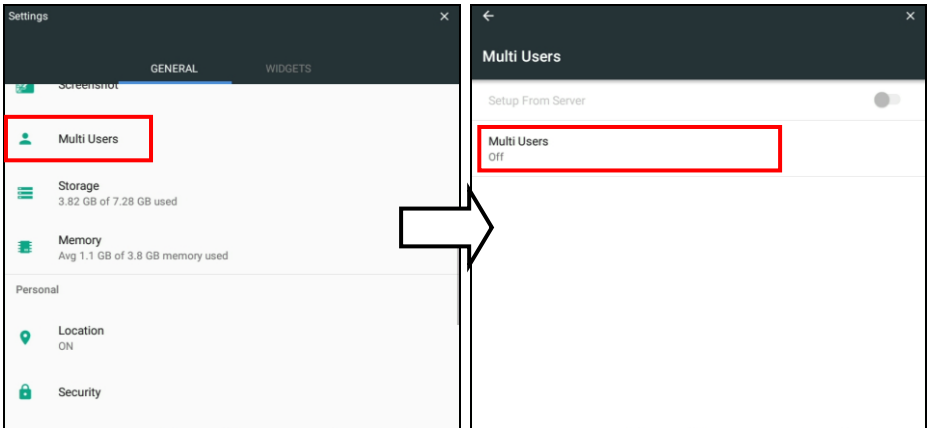 Settings
GENERAL
WIDGETS
Screenshot
Multi Users
Storage
3.82 GB of 7.28 GB used
Memory
Avg 1.1 GB of 3.8 GB memory used
Personal
Location
ON
Security
Multi Users
Setup From Server
Multi Users
Off